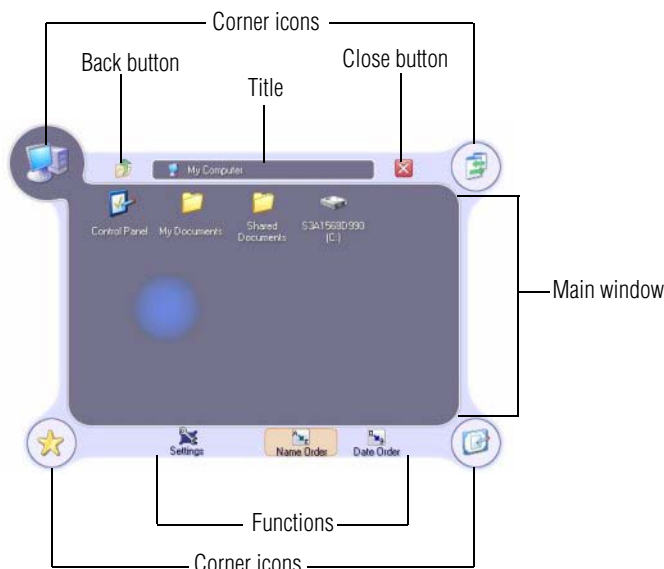 Corner icons
Back button
Close button
Title
My Computer
Control Panel
My Documents
Shared
Documents
S3A1568D990
(C:)
Main window
Settings
Name Order
Date Order
Functions
Corner icons